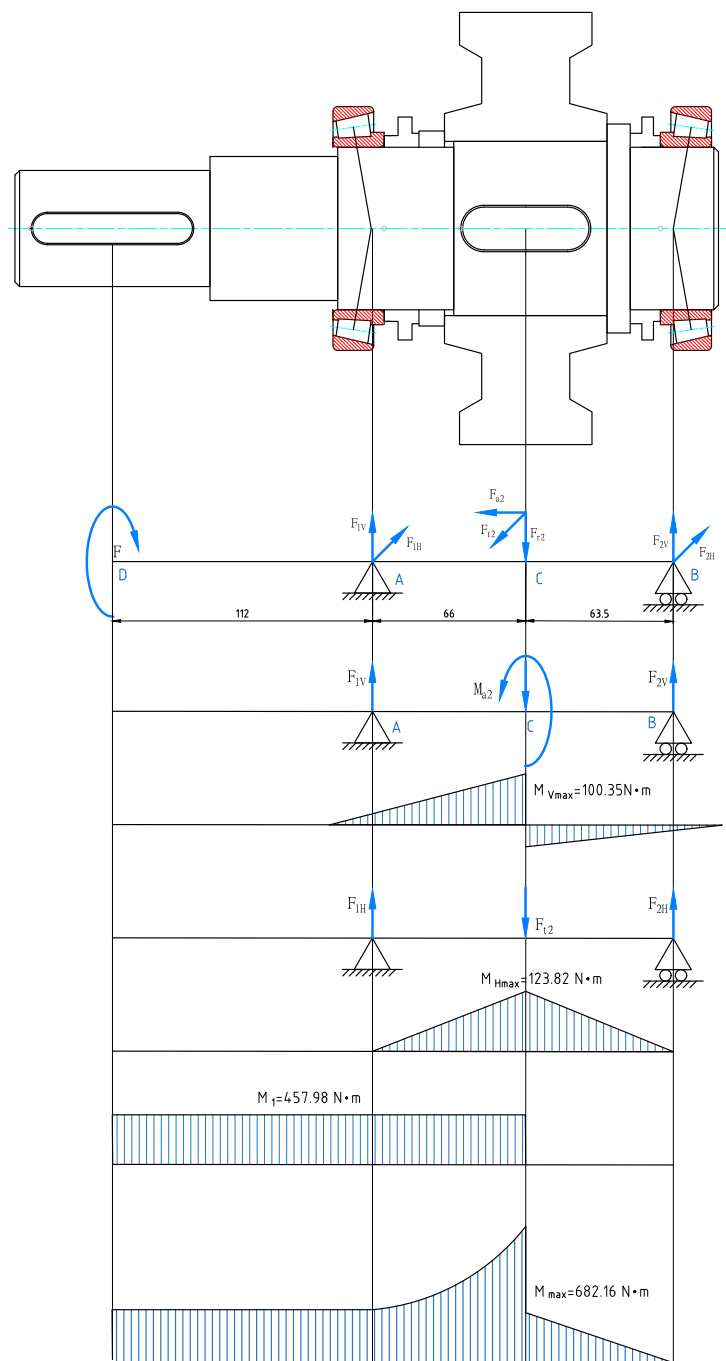 F1V
F1H
Fa2
Ft2
Fr2
F2V
F2H
F
D
A
C
B
112
66
63.5
F1V
Ma2
F2V
A
C
B
M Vmax=100.35N•m
F1H
Ft2
F2H
M Hmax=123.82 N•m
M 1=457.98 N•m
M max=682.16 N•m